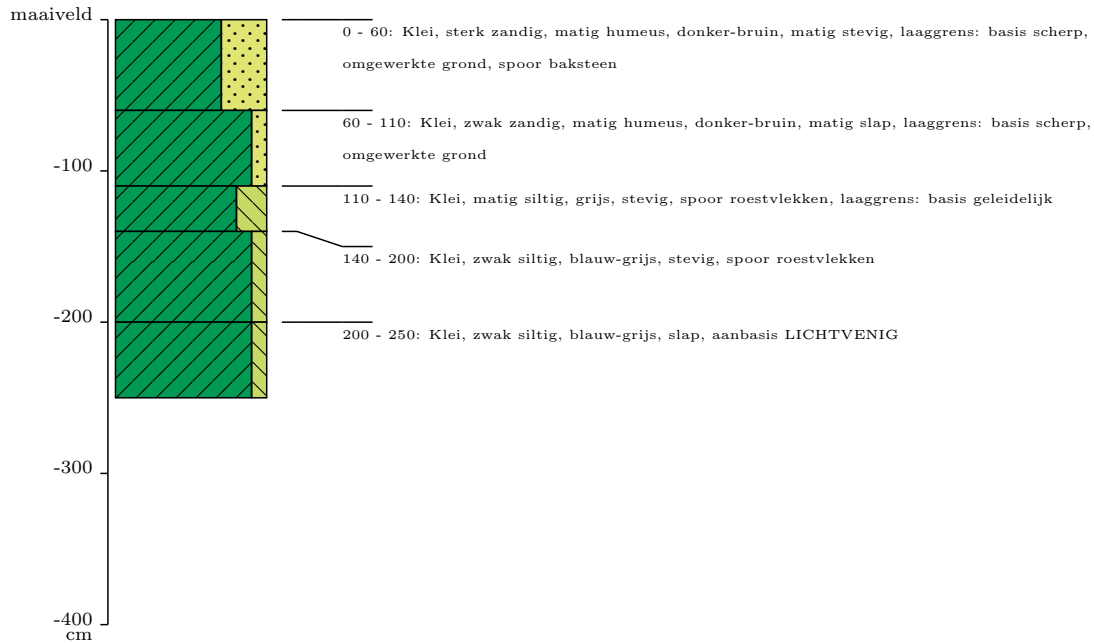 maaiveld
0 - 60: Klei, sterk zandig, matig humeus, donker-bruin, matig stevig, laaggrens: basis scherp,
omgewerkte grond, spoor baksteen
60 - 110: Klei, zwak zandig, matig humeus, donker-bruin, matig slap, laaggrens: basis scherp,
omgewerkte grond
-100
110 - 140: Klei, matig siltig, grijs, stevig, spoor roestvlekken, laaggrens: basis geleidelijk
140 - 200: Klei, zwak siltig, blauw-grijs, stevig, spoor roestvlekken
-200
200 - 250: Klei, zwak siltig, blauw-grijs, slap, aanbasis LICHTVENIG
-300
-400
cm